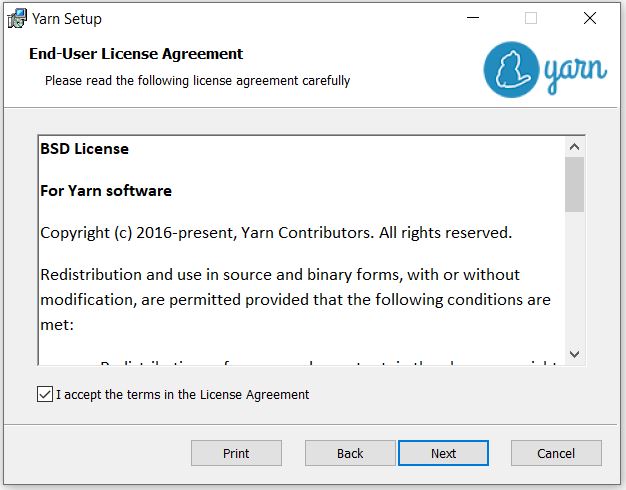 Yarn Setup
End-User License Agreement
Please read the following license agreement carefully
yarn
BSD License
For Yarn software
Copyright (c) 2016-present, Yarn Contributors. All rights reserved.
Redistribution and use in source and binary forms, with or without
modification, are permitted provided that the following conditions are
met:
I accept the terms in the License Agreement
Print
Back
Next
Cancel